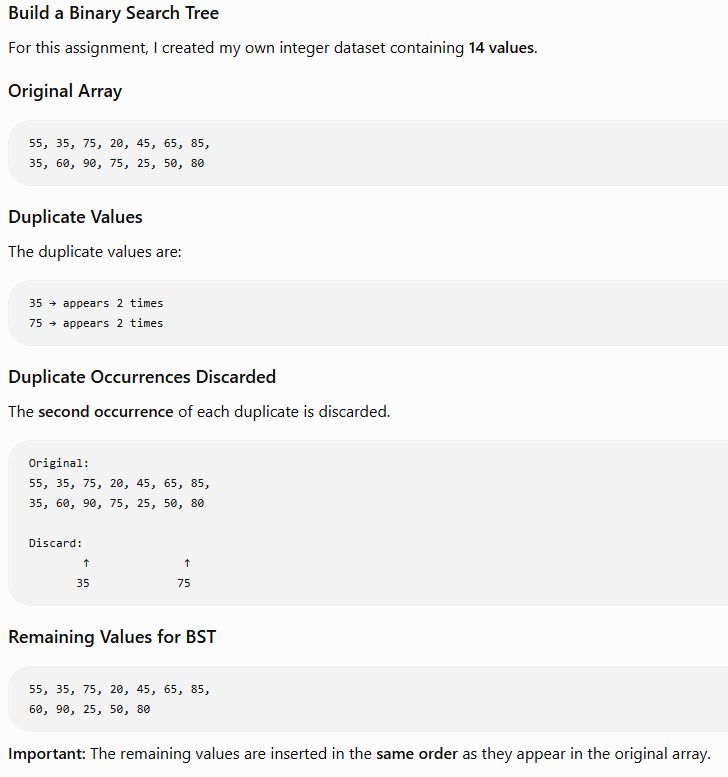 Build a Binary Search Tree
For this assignment, I created my own integer dataset containing 14 values.
Original Array
55, 35, 75, 20, 45, 65, 85,
35, 60, 90, 75, 25, 50, 80
Duplicate Values
The duplicate values are:
35 → appears 2 times
75 → appears 2 times
Duplicate Occurrences Discarded
The second occurrence of each duplicate is discarded.
Original:
55, 35, 75, 20, 45, 65, 85,
35, 60, 90, 75, 25, 50, 80
Discard:
↑ ↑
35 75
Remaining Values for BST
55, 35, 75, 20, 45, 65, 85,
60, 90, 25, 50, 80
Important: The remaining values are inserted in the same order as they appear in the original array.